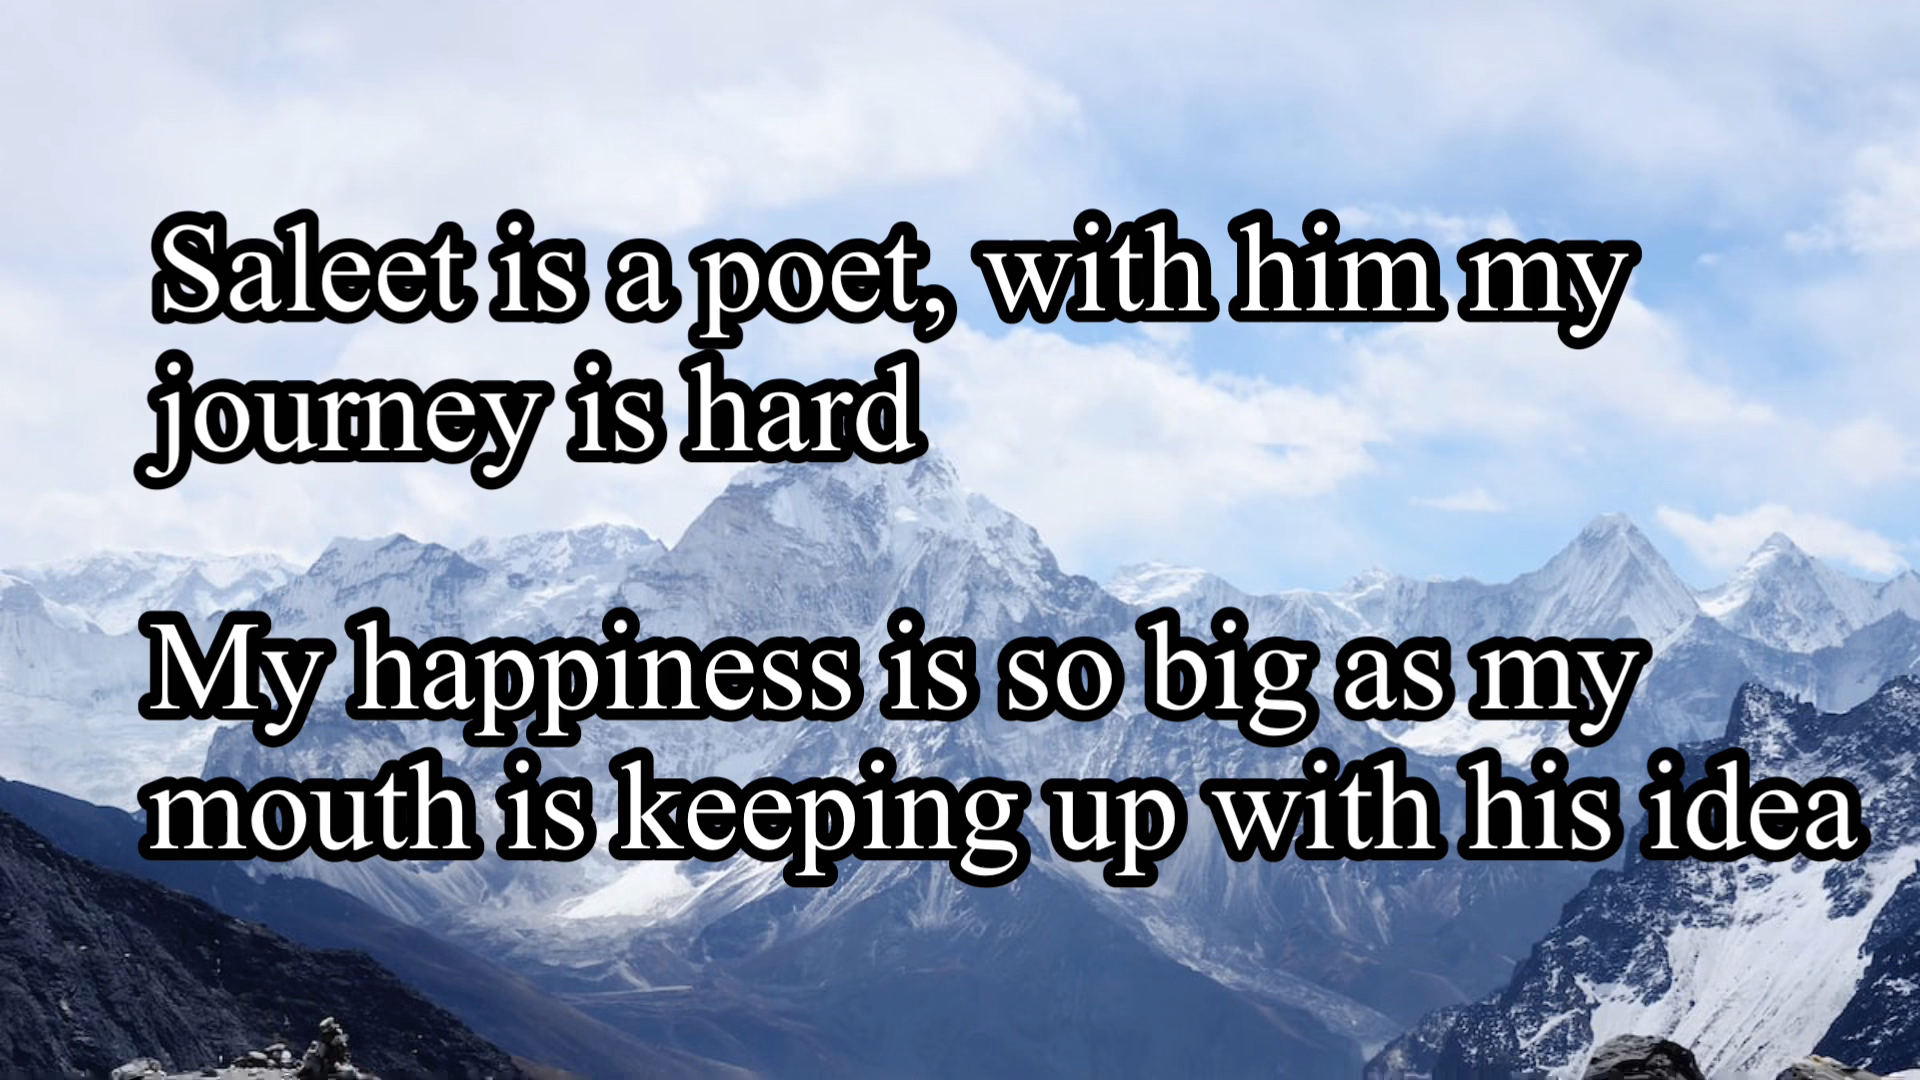 Saleet is a poet, with him my
journey is hard
My happiness is so big as my
mouth is keeping up with his idea